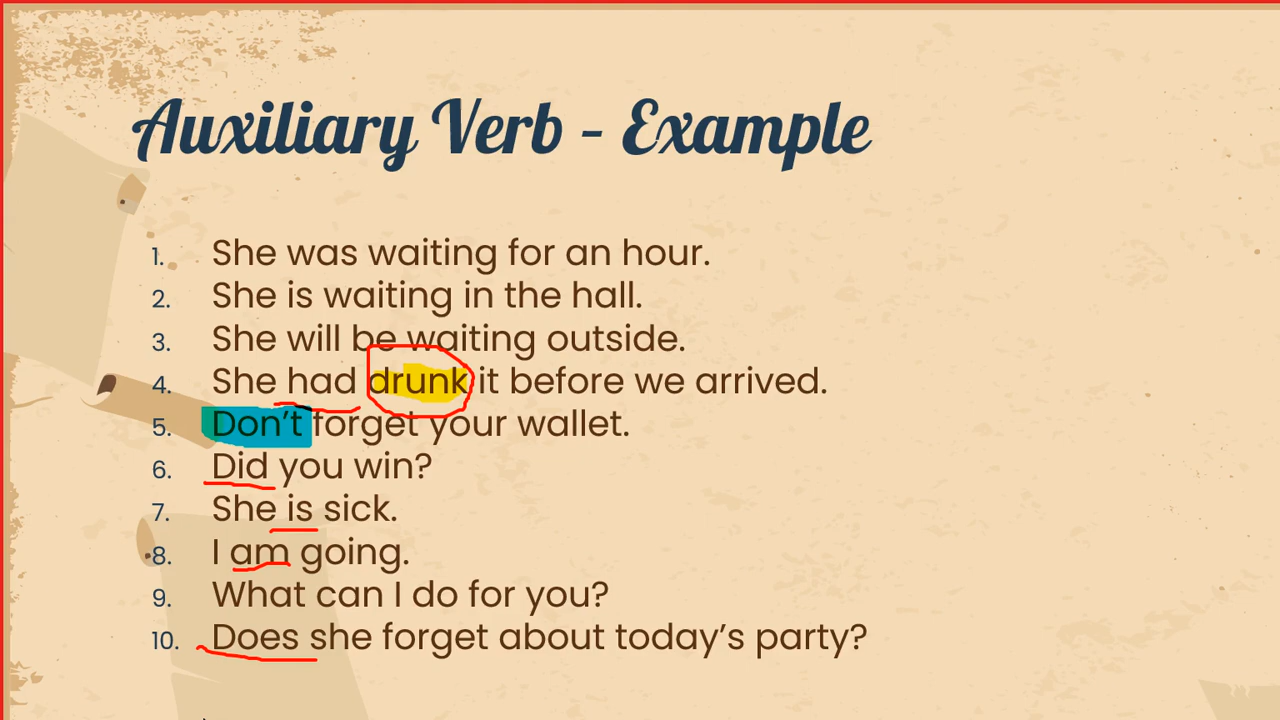 Auxiliary Verb - Example
1. She was waiting for an hour.
2. She is waiting in the hall.
3. She will be waiting outside.
4. She had drunk it before we arrived.
5. Don't forget your wallet.
6. Did you win?
7. She is sick.
8. I am going.
9. What can I do for you?
10. Does she forget about today's party?